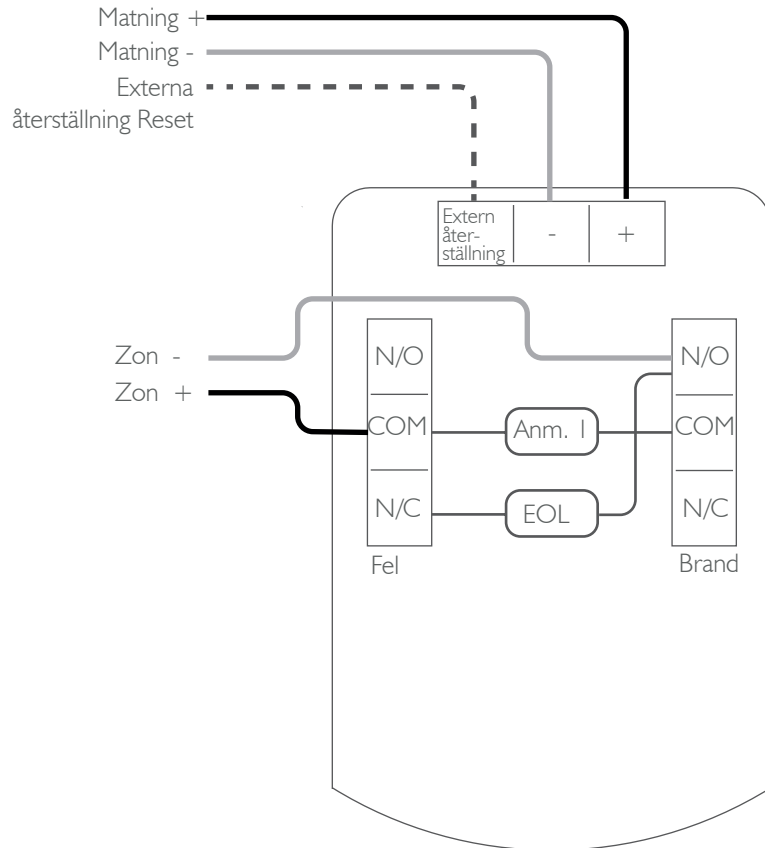 Matning +
Matning -
Externa
återställning Reset
Extern
åter-
ställning
-
+
Zon -
Zon +
N/O
COM
N/C
Fel
Anm. 1
EOL
N/O
COM
N/C
Brand